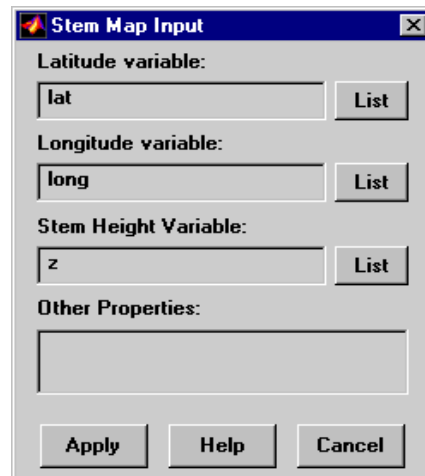 Stem Map Input
Latitude variable:
lat List
Longitude variable:
long List
Stem Height Variable:
z List
Other Properties:
Apply Help Cancel